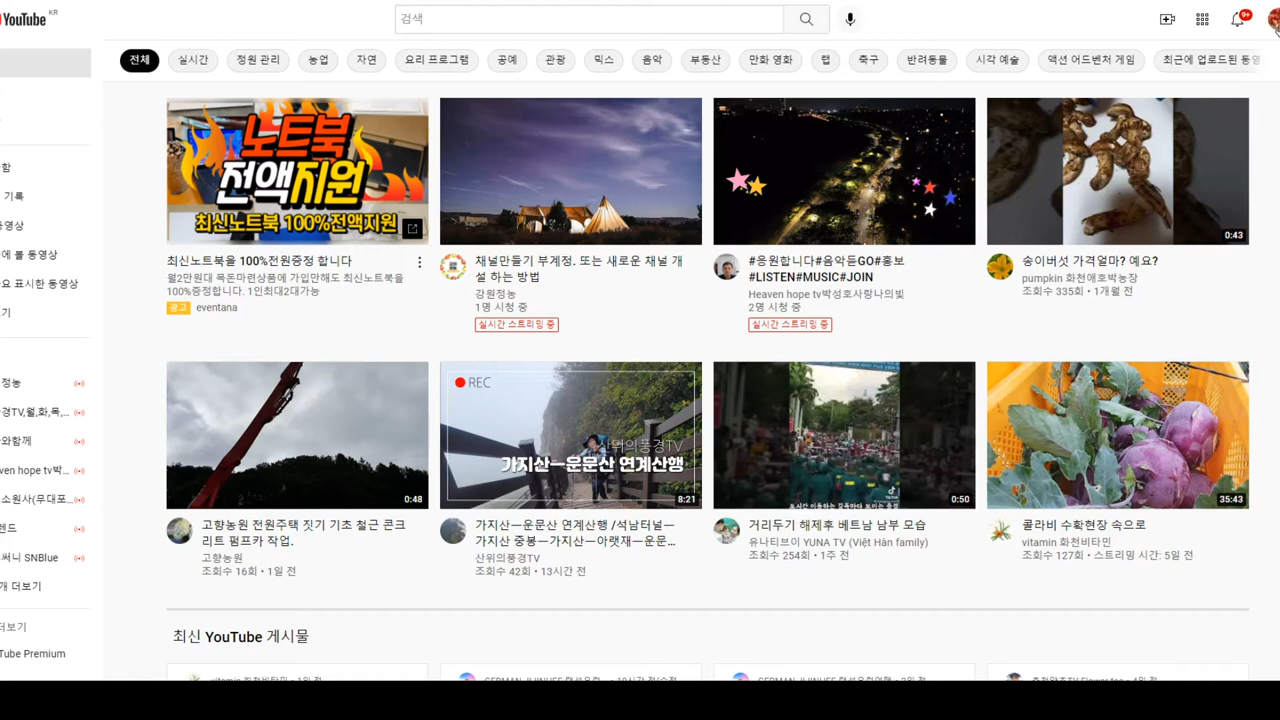 YouTube KR
검색
9+
전체 실시간 정원 관리 농업 자연 요리 프로그램 공예 관광 믹스 음악 부동산 만화 영화 랩 축구 반려동물 시각 예술 액션 어드벤처 게임 최근에 업로드된 동영
함
기록
동영상
에 볼 동영상
요 표시한 동영상
기
정농
경TV,월,화,목,...
와함께
aven hope tv박...
소원사(무대포...
렌드
써니 SNBlue
개 더보기
더보기
Tube Premium
노트북
전액지원
최신노트북 100%전액지원
최신노트북을 100%전원증정 합니다
월2만원대 목돈마련상품에 가입만해도 최신노트북을
100%증정합니다. 1인최대2대가능
광고 eventana
채널만들기 부계정. 또는 새로운 채널 개
설 하는 방법
강원정농
1명 시청 중
실시간 스트리밍 중
#응원합니다#음악듣GO#홍보
#LISTEN#MUSIC#JOIN
Heaven hope tv박성호사랑나의빛
2명 시청 중
실시간 스트리밍 중
0:43
송이버섯 가격얼마? 예요?
pumpkin 화천애호박농장
조회수 335회 • 1개월 전
0:48
고향농원 전원주택 짓기 기초 철근 콘크
리트 펌프카 작업.
고향농원
조회수 16회 • 1일 전
REC
산위의풍경TV
가지산ㅡ운문산 연계산행
8:21
가지산ㅡ운문산 연계산행 /석남터널ㅡ
가지산 중봉ㅡ가지산ㅡ아랫재ㅡ운문...
산위의풍경TV
조회수 42회 • 13시간 전
TikTok
0:50
거리두기 해제후 베트남 남부 모습
유나티브이 YUNA TV (Việt Hàn family)
조회수 254회 • 1주 전
35:43
콜라비 수확현장 속으로
vitamin 화천비타민
조회수 127회 • 스트리밍 시간: 5일 전
최신 YouTube 게시물